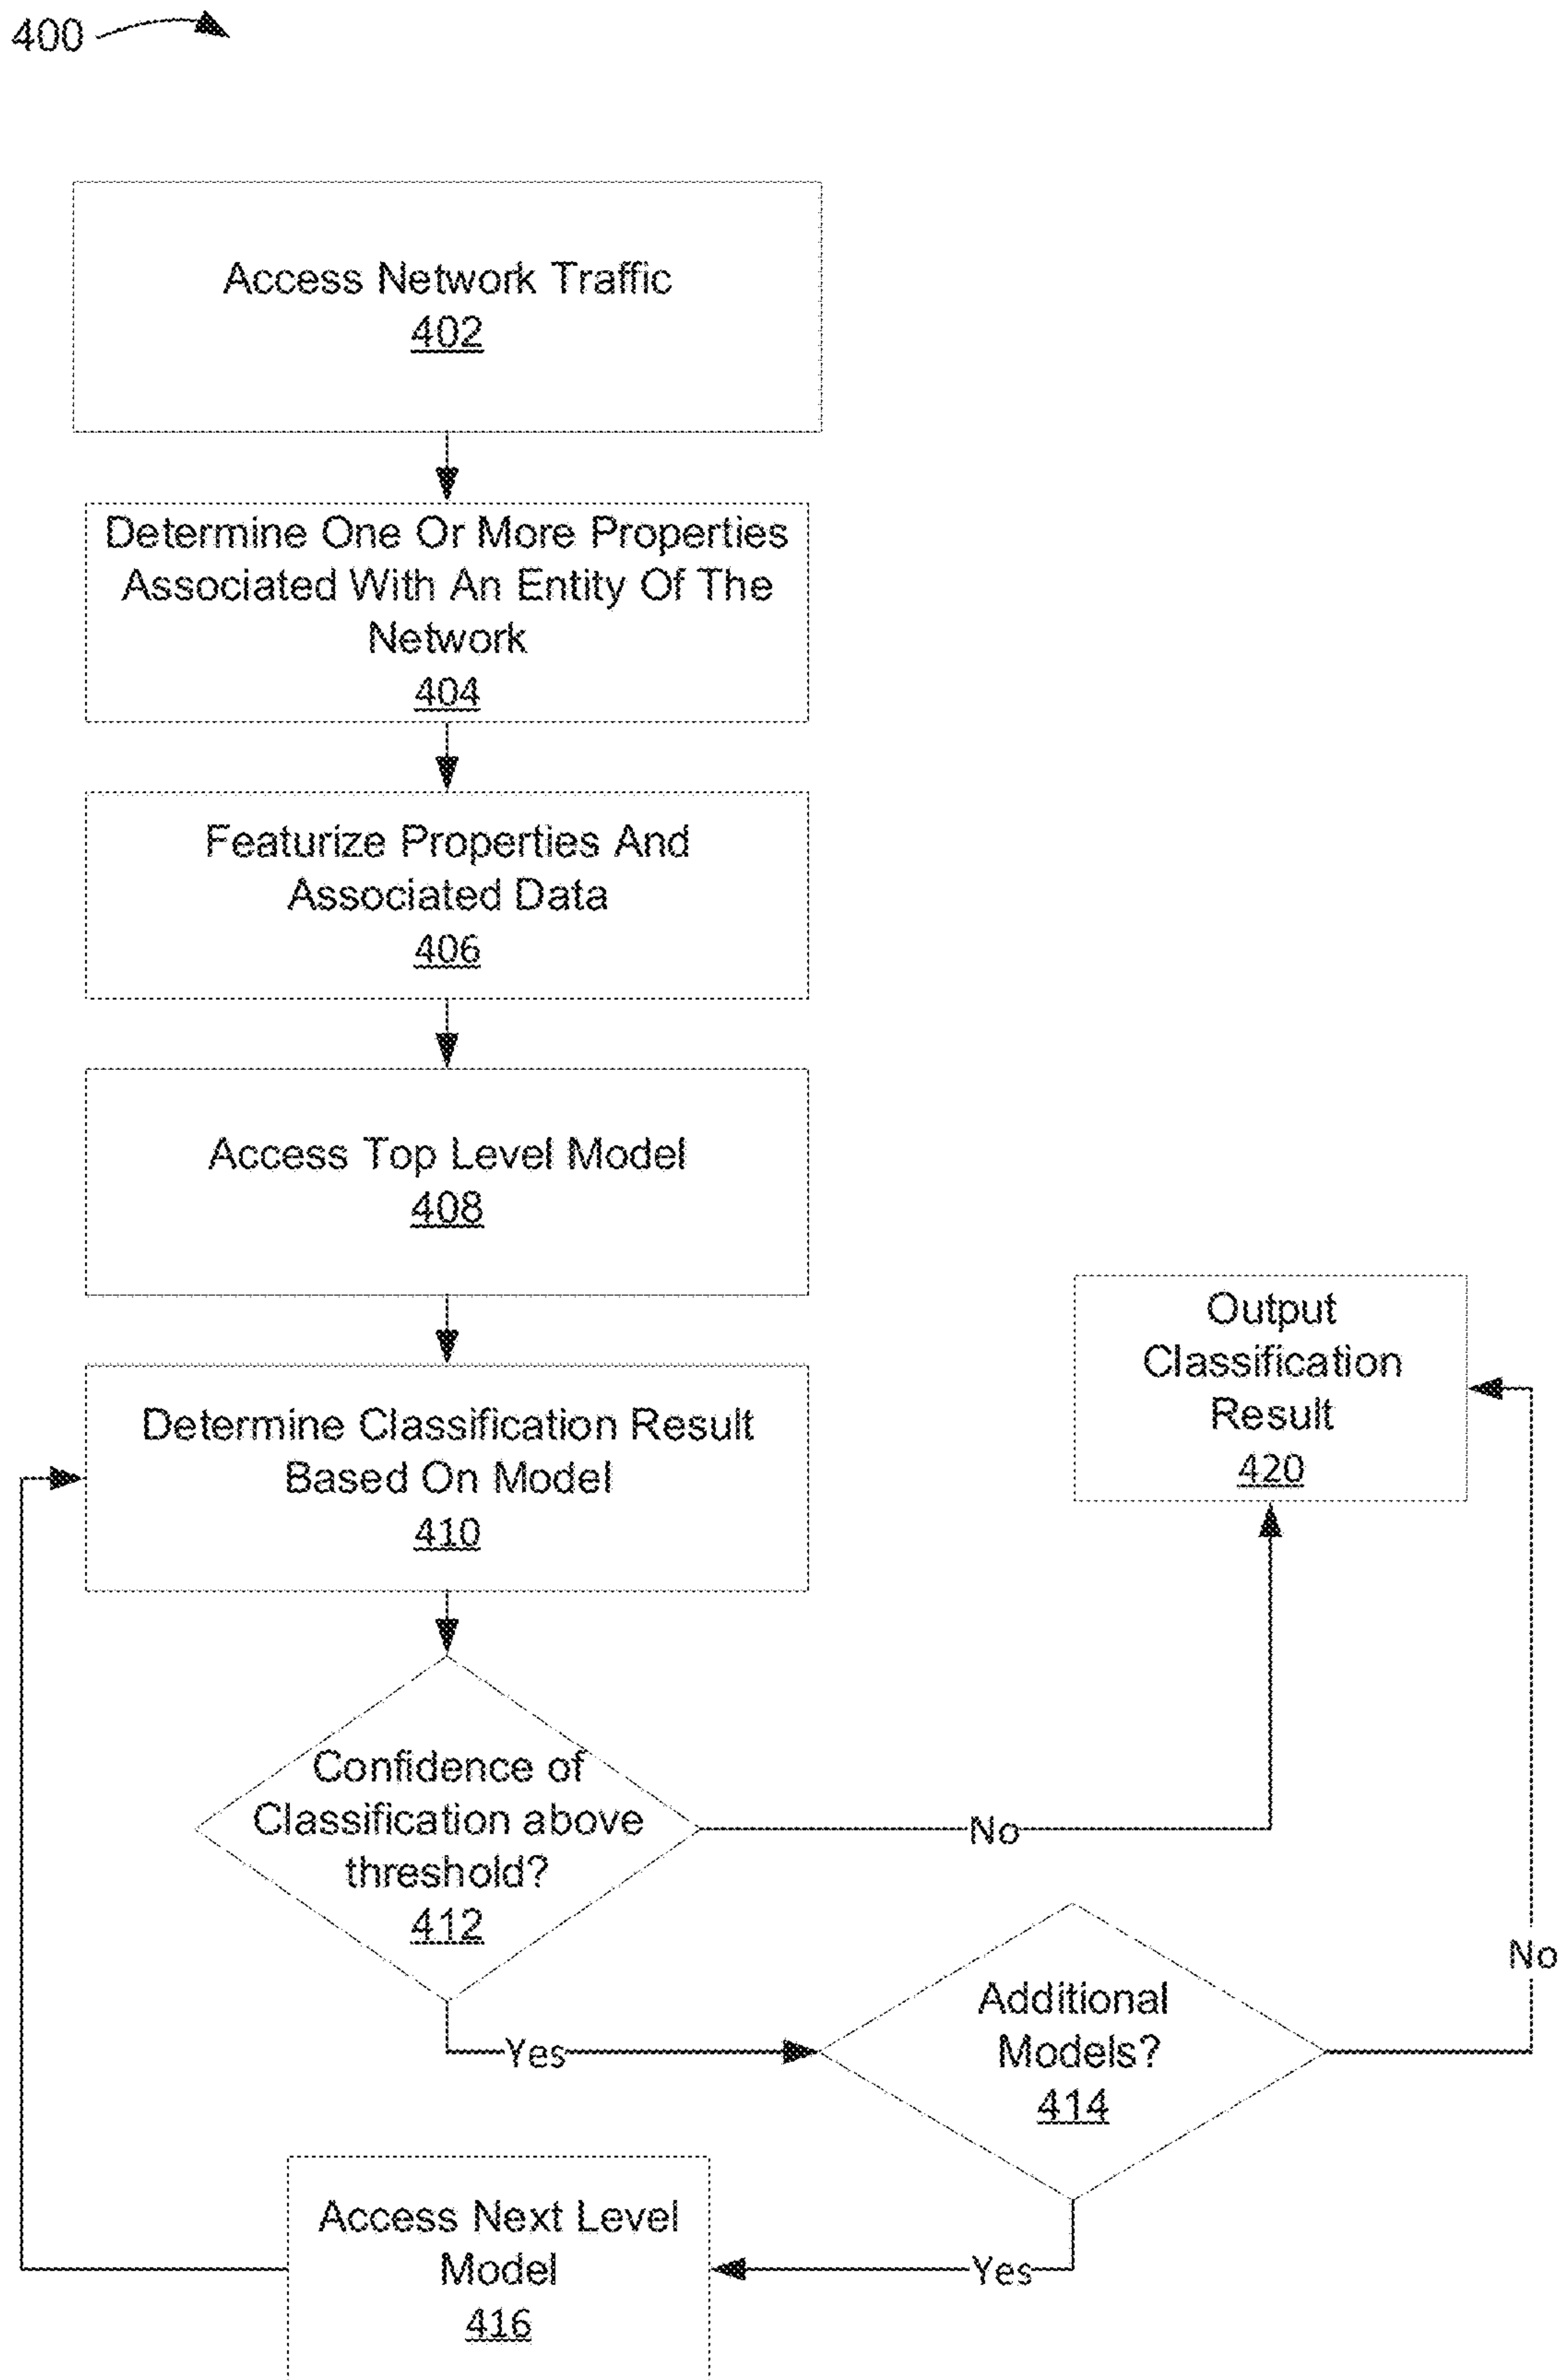 400
Access Network Traffic
402
Determine One Or More Properties
Associated With An Entity Of The
Network
404
Featurize Properties And
Associated Data
406
Access Top Level Model
408
Determine Classification Result
Based On Model
410
Output
Classification
Result
420
Confidence of
Classification above
threshold?
412
No
Yes
Additional
Models?
414
No
Yes
Access Next Level
Model
416